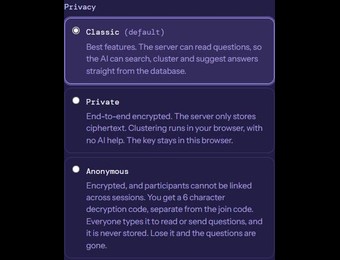 Privacy
Classic (default)
Best features. The server can read questions, so
the AI can search, cluster and suggest answers
straight from the database.
Private
End-to-end encrypted. The server only stores
ciphertext. Clustering runs in your browser, with
no AI help. The key stays in this browser.
Anonymous
Encrypted, and participants cannot be linked
across sessions. You get a 6 character
decryption code, separate from the join code.
Everyone types it to read or send questions, and
it is never stored. Lose it and the questions are
gone.